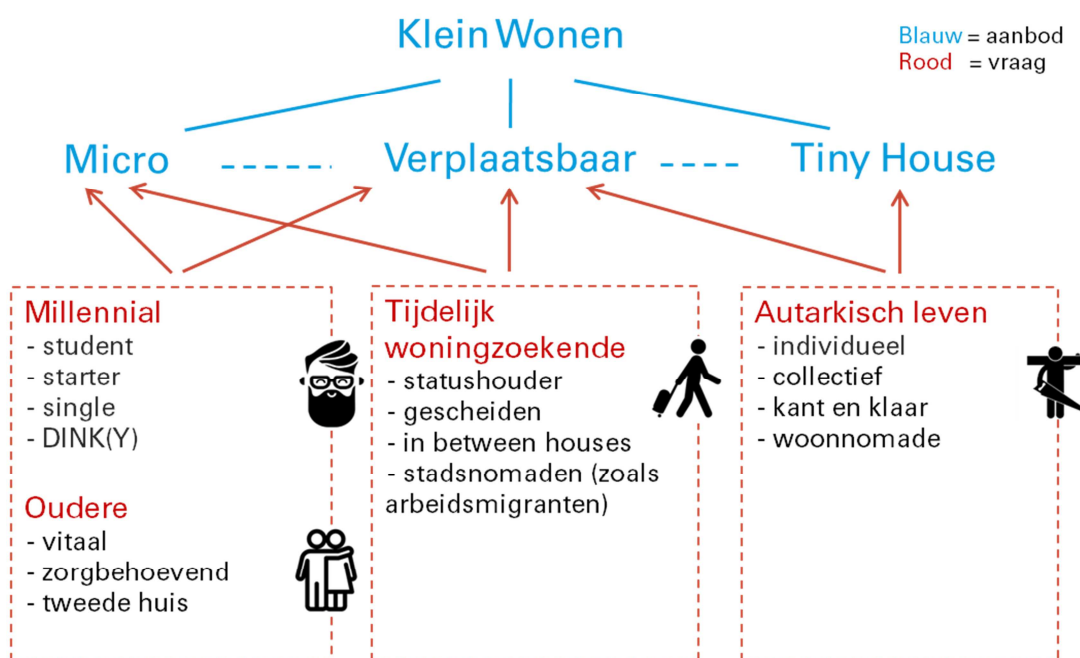 Klein Wonen
Blauw = aanbod
Rood = vraag
Micro
Verplaatsbaar
Tiny House
Millennial
- student
- starter
- single
- DINK(Y)
Oudere
- vitaal
- zorgbehoevend
- tweede huis
Tijdelijk
woningzoekende
- statushouder
- gescheiden
- in between houses
- stadsnomaden (zoals
arbeidsmigranten)
Autarkisch leven
- individueel
- collectief
- kant en klaar
- woonnomade